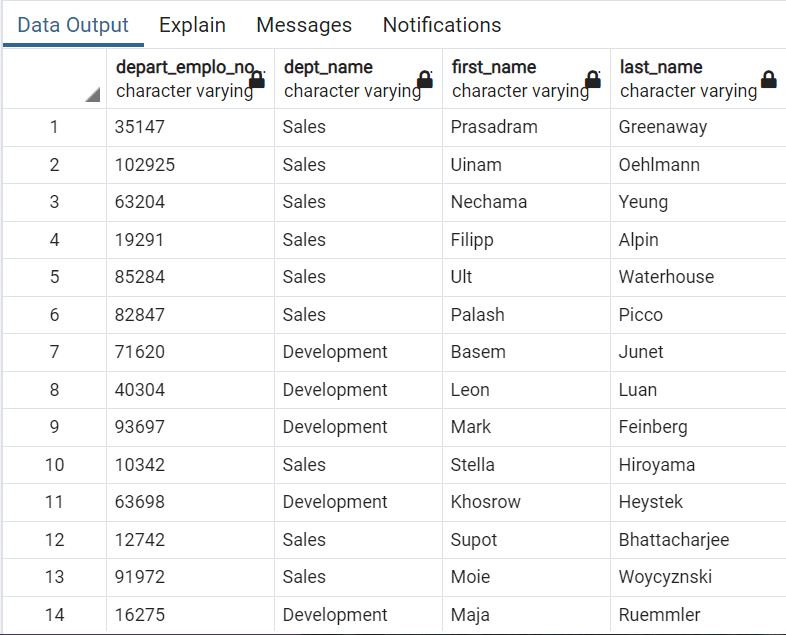 Data Output Explain Messages Notifications
depart_emplo_no dept_name first_name last_name
character varying character varying character varying character varying
1 35147 Sales Prasadram Greenaway
2 102925 Sales Uinam Oehlmann
3 63204 Sales Nechama Yeung
4 19291 Sales Filipp Alpin
5 85284 Sales Ult Waterhouse
6 82847 Sales Palash Picco
7 71620 Development Basem Junet
8 40304 Development Leon Luan
9 93697 Development Mark Feinberg
10 10342 Sales Stella Hiroyama
11 63698 Development Khosrow Heystek
12 12742 Sales Supot Bhattacharjee
13 91972 Sales Moie Woycyznski
14 16275 Development Maja Ruemmler